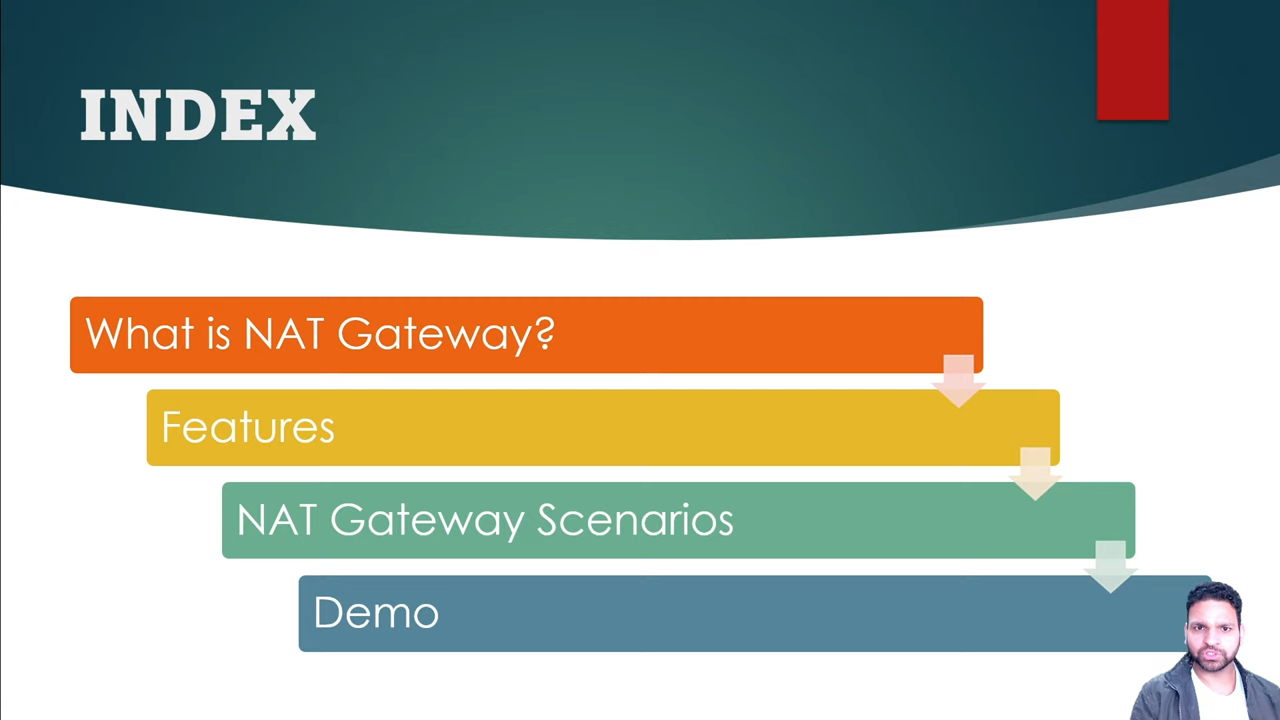 INDEX
What is NAT Gateway?
Features
NAT Gateway Scenarios
Demo